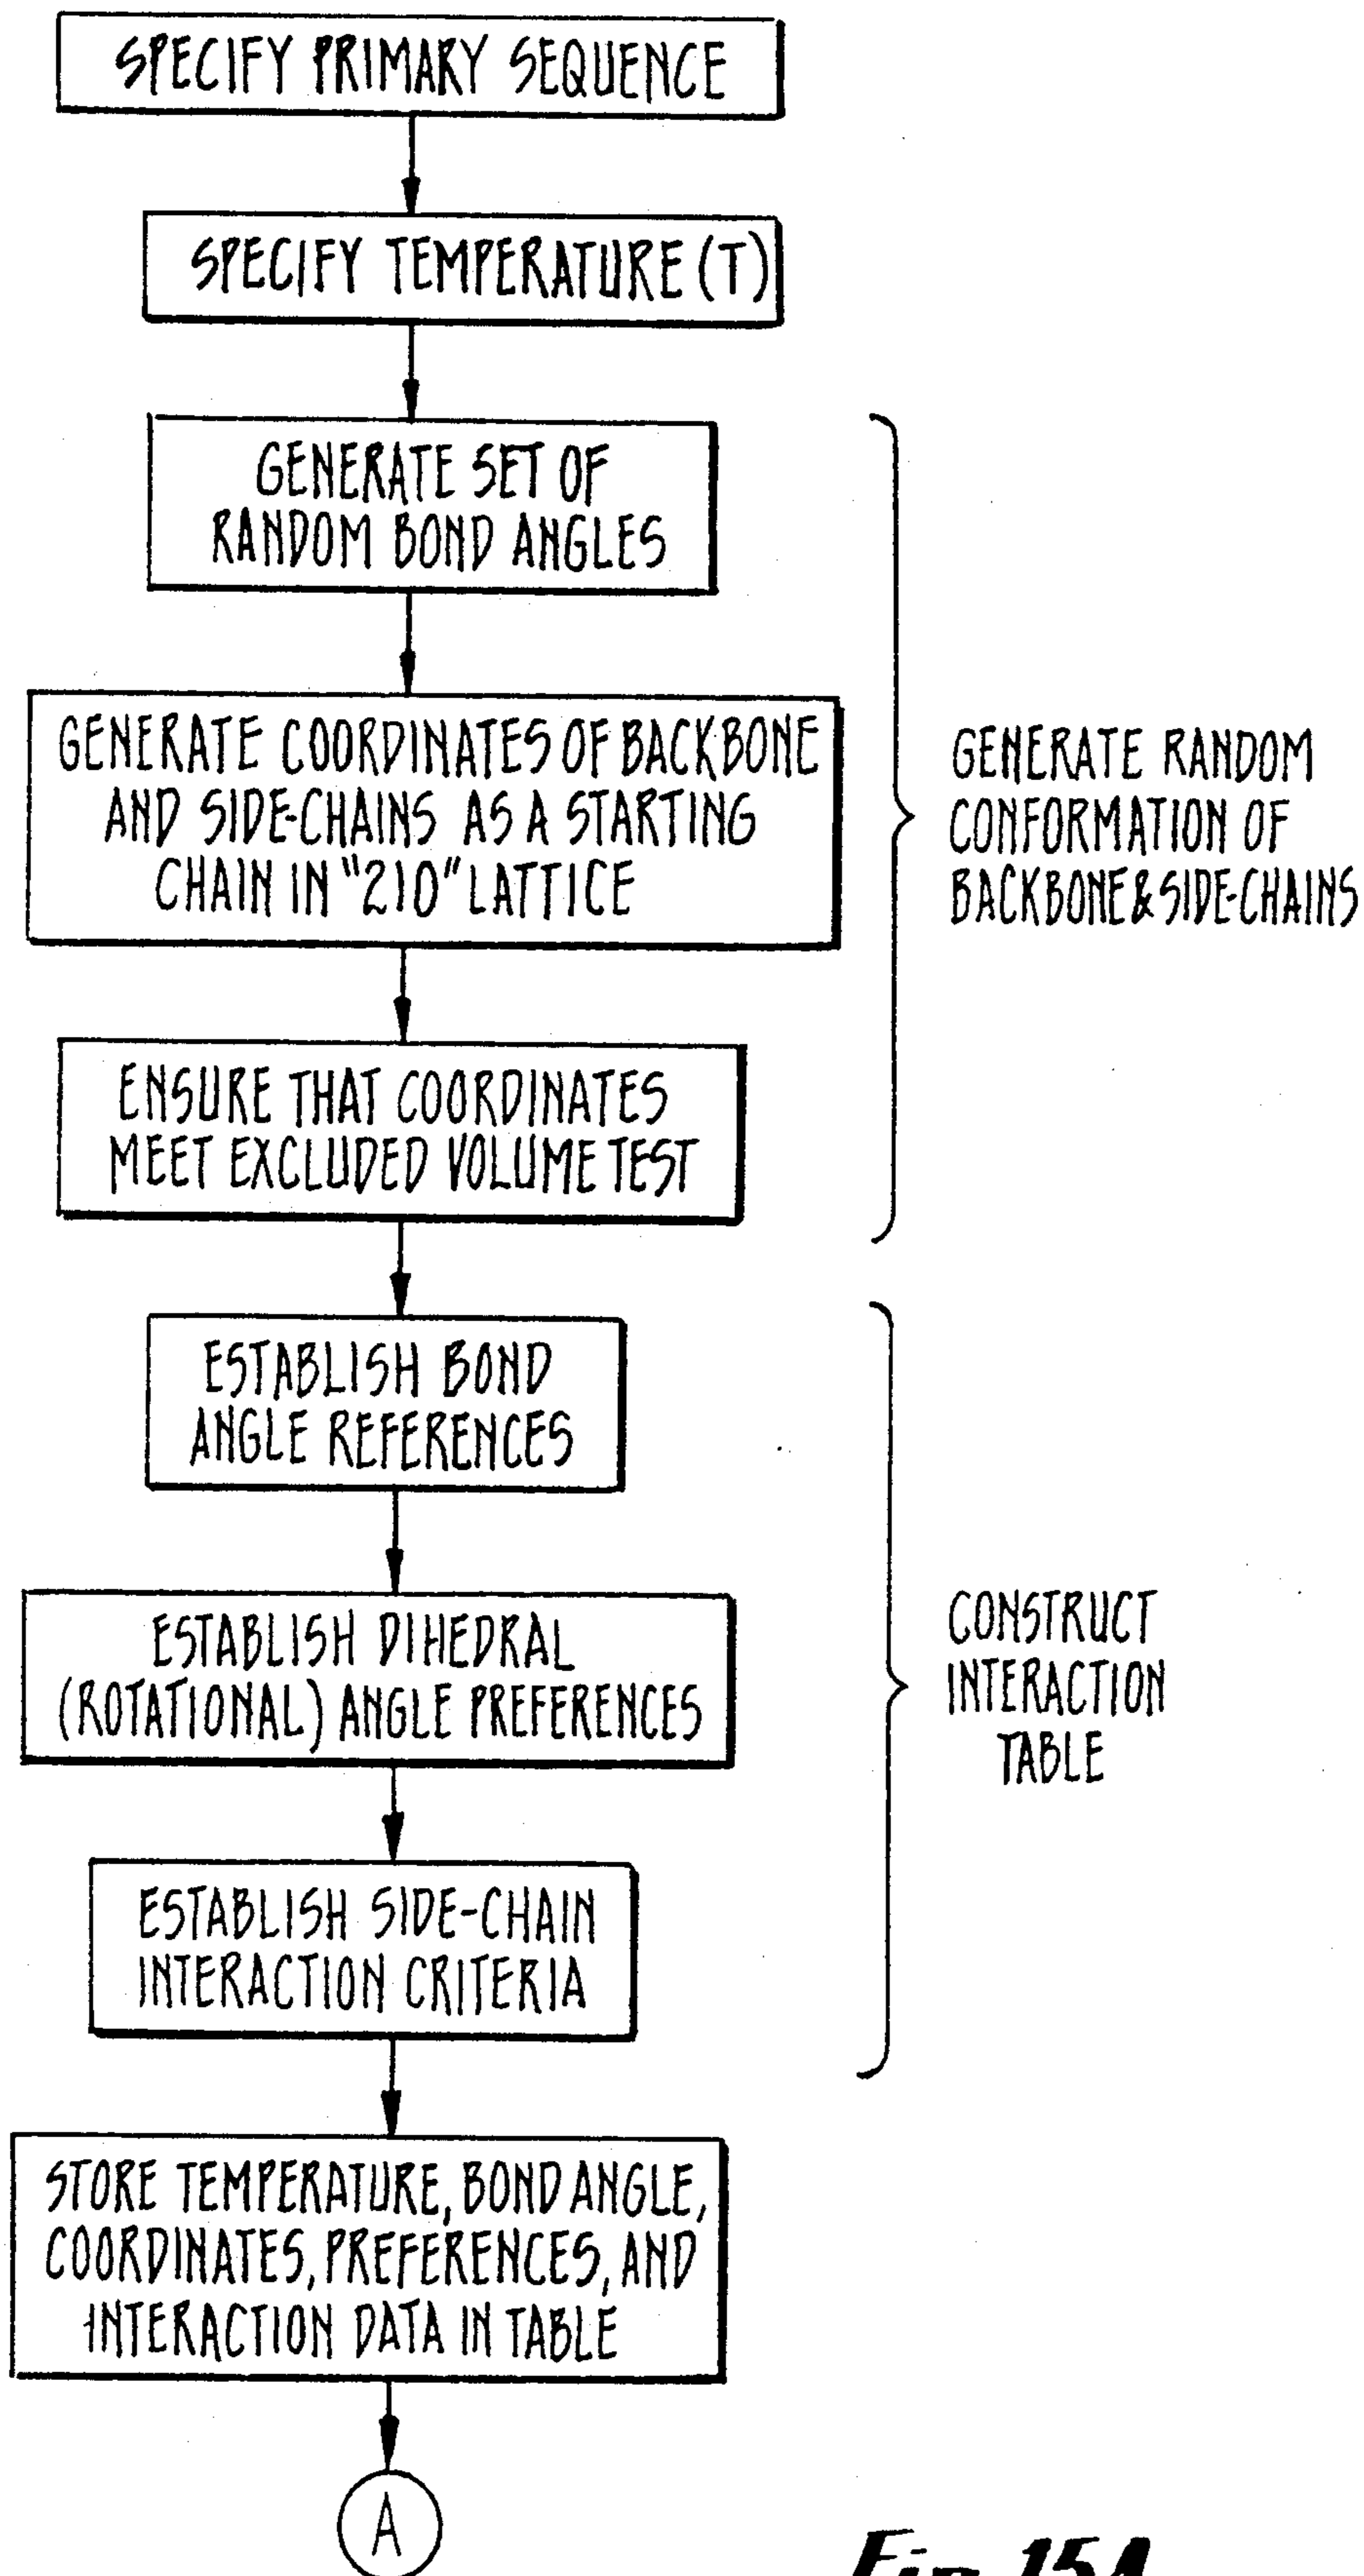 SPECIFY PRIMARY SEQUENCE
SPECIFY TEMPERATURE (T)
GENERATE SET OF
RANDOM BOND ANGLES
GENERATE COORDINATES OF BACKBONE
AND SIDE-CHAINS AS A STARTING
CHAIN IN "210" LATTICE
ENSURE THAT COORDINATES
MEET EXCLUDED VOLUME TEST
GENERATE RANDOM
CONFORMATION OF
BACKBONE & SIDE-CHAINS
ESTABLISH BOND
ANGLE REFERENCES
ESTABLISH DIHEDRAL
(ROTATIONAL) ANGLE PREFERENCES
ESTABLISH SIDE-CHAIN
INTERACTION CRITERIA
CONSTRUCT
INTERACTION
TABLE
STORE TEMPERATURE, BOND ANGLE,
COORDINATES, PREFERENCES, AND
INTERACTION DATA IN TABLE
A
Fig. 15A